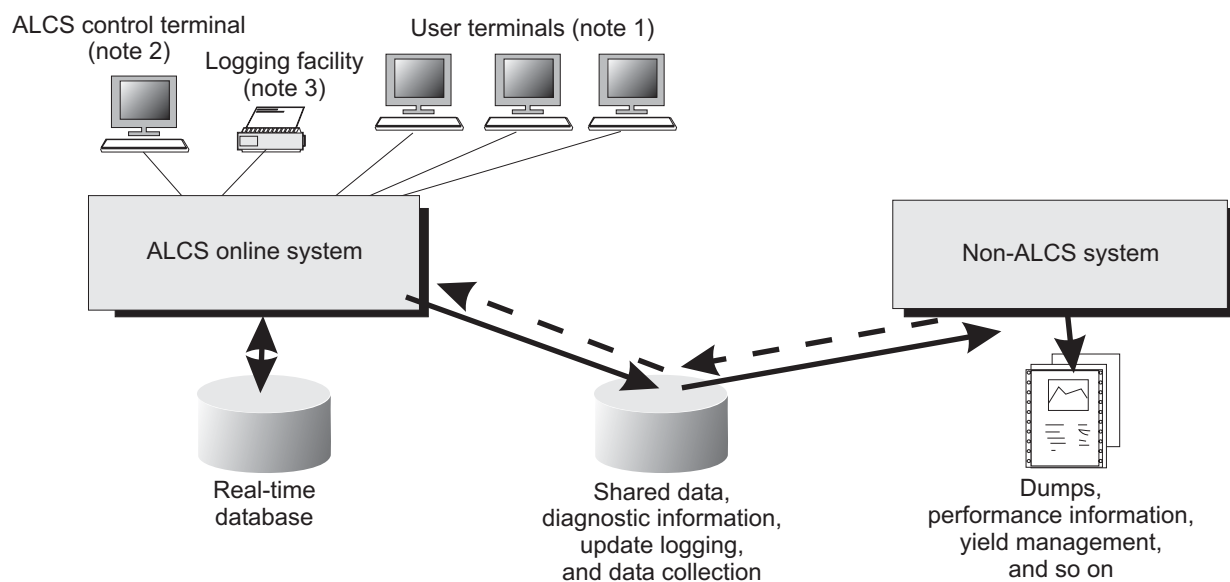 ALCS control terminal
(note 2)
Logging facility
(note 3)
User terminals (note 1)
ALCS online system
Non-ALCS system
Real-time
database
Shared data,
diagnostic information,
update logging,
and data collection
Dumps,
performance information,
yield management,
and so on